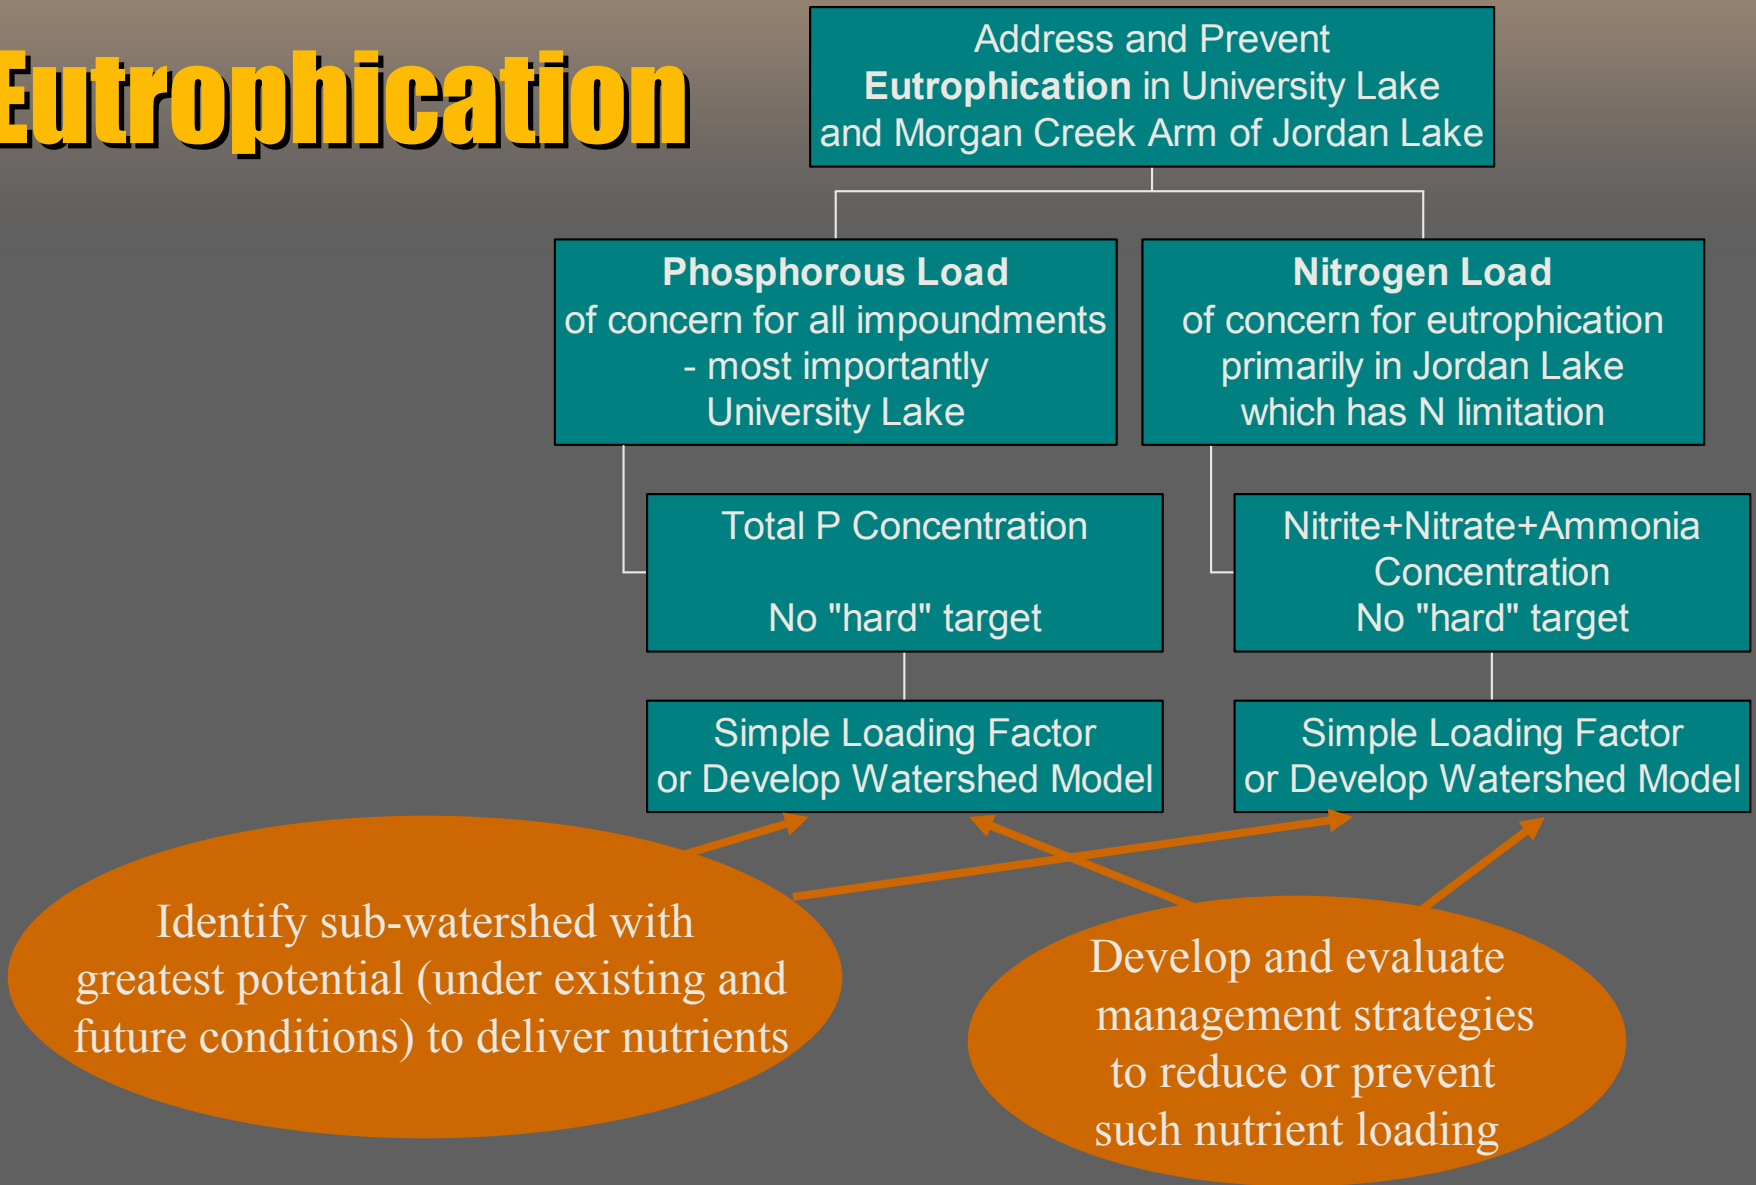 Eutrophication
Address and Prevent
Eutrophication in University Lake
and Morgan Creek Arm of Jordan Lake
Phosphorous Load
of concern for all impoundments
- most importantly
University Lake
Nitrogen Load
of concern for eutrophication
primarily in Jordan Lake
which has N limitation
Total P Concentration
No "hard" target
Nitrite+Nitrate+Ammonia
Concentration
No "hard" target
Simple Loading Factor
or Develop Watershed Model
Simple Loading Factor
or Develop Watershed Model
Identify sub-watershed with
greatest potential (under existing and
future conditions) to deliver nutrients
Develop and evaluate
management strategies
to reduce or prevent
such nutrient loading